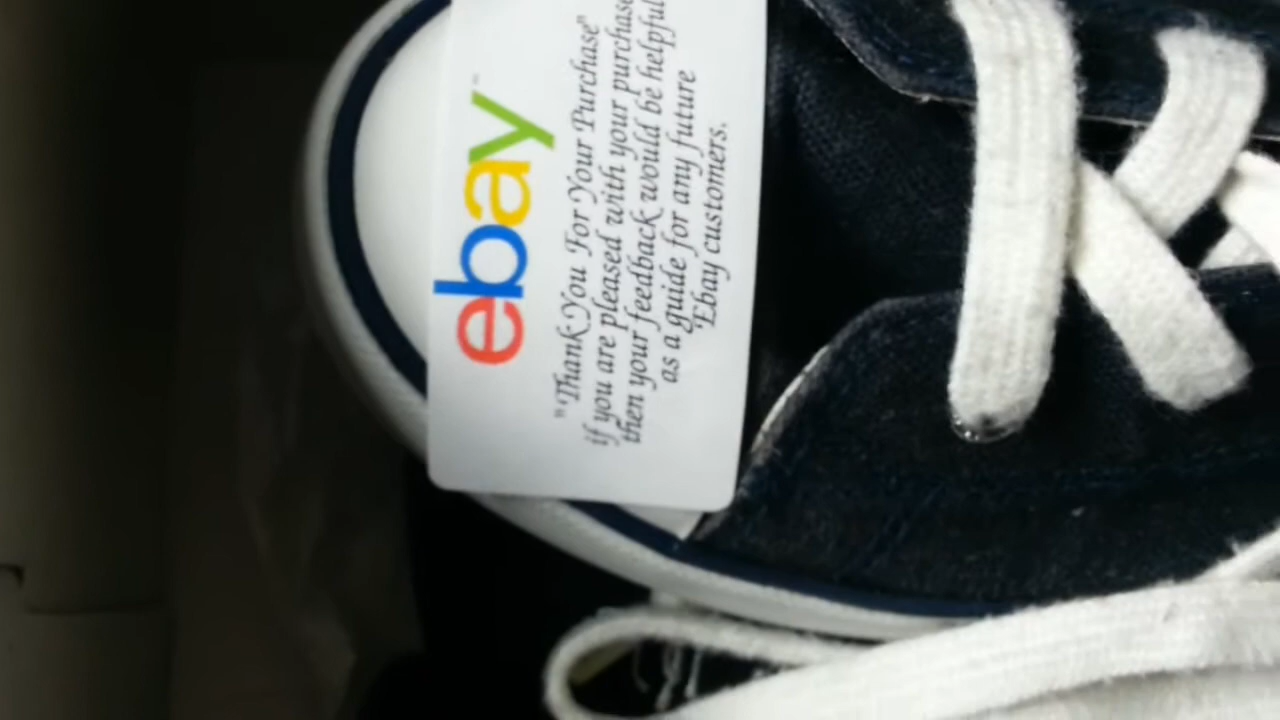 ebay
"Thank You For Your Purchase"
if you are pleased with your purchase
then your feedback would be helpful
as a guide for any future
Ebay customers.